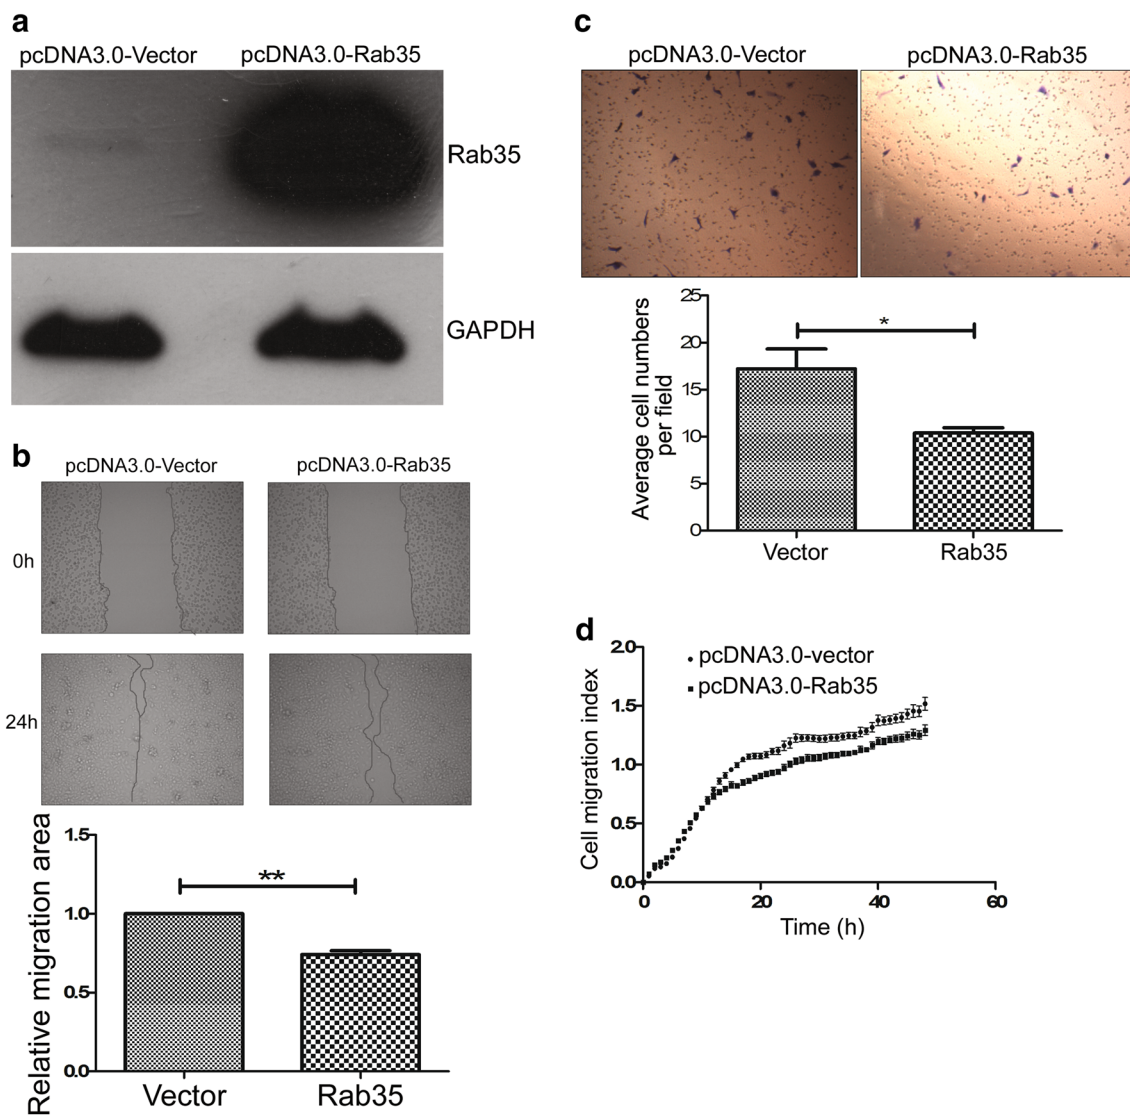 a
pcDNA3.0-Vector pcDNA3.0-Rab35
Rab35
GAPDH
b
pcDNA3.0-Vector pcDNA3.0-Rab35
0h
24h
Relative migration area
1.5
1.0
0.5
0.0
**
Vector Rab35
c
pcDNA3.0-Vector pcDNA3.0-Rab35
Average cell numbers
per field
25
20
15
10
5
0
*
Vector Rab35
d
Cell migration index
2.0
1.5
1.0
0.5
0.0
pcDNA3.0-vector
pcDNA3.0-Rab35
0 20 40 60
Time (h)